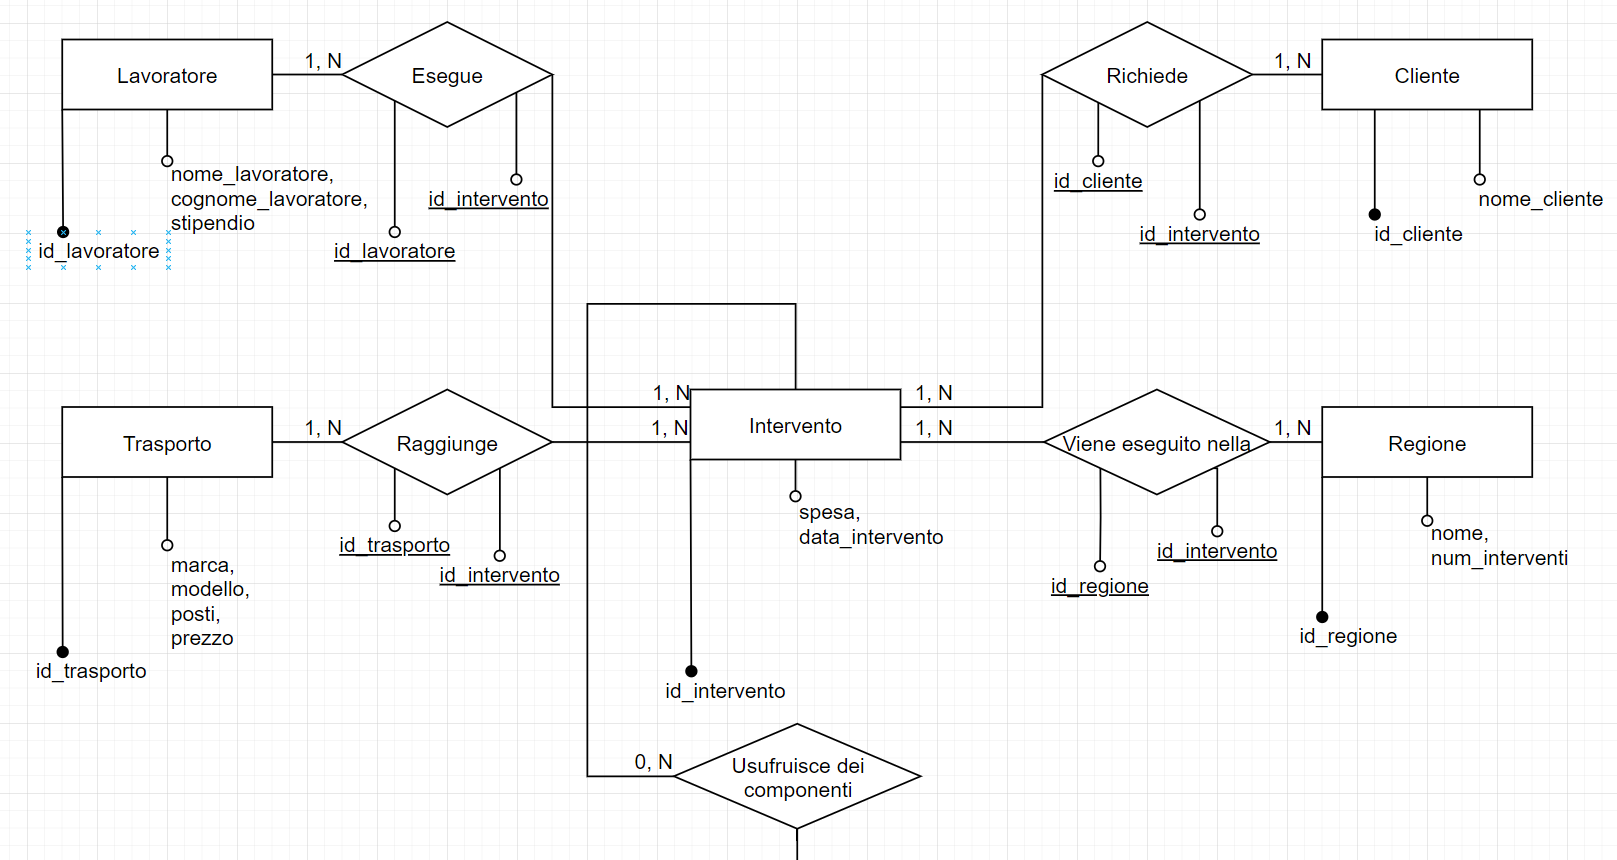 Lavoratore
1, N
Esegue
Richiede
1, N
Cliente
nome_lavoratore,
cognome_lavoratore,
stipendio
id_lavoratore
id_intervento
id_lavoratore
id_cliente
id_intervento
nome_cliente
id_cliente
1, N
1, N
Trasporto
1, N
Raggiunge
1, N
Intervento
1, N
Viene eseguito nella
1, N
Regione
spesa,
data_intervento
nome,
num_interventi
id_trasporto
id_intervento
id_intervento
id_regione
marca,
modello,
posti,
prezzo
id_regione
id_trasporto
id_intervento
0, N
Usufruisce dei
componenti